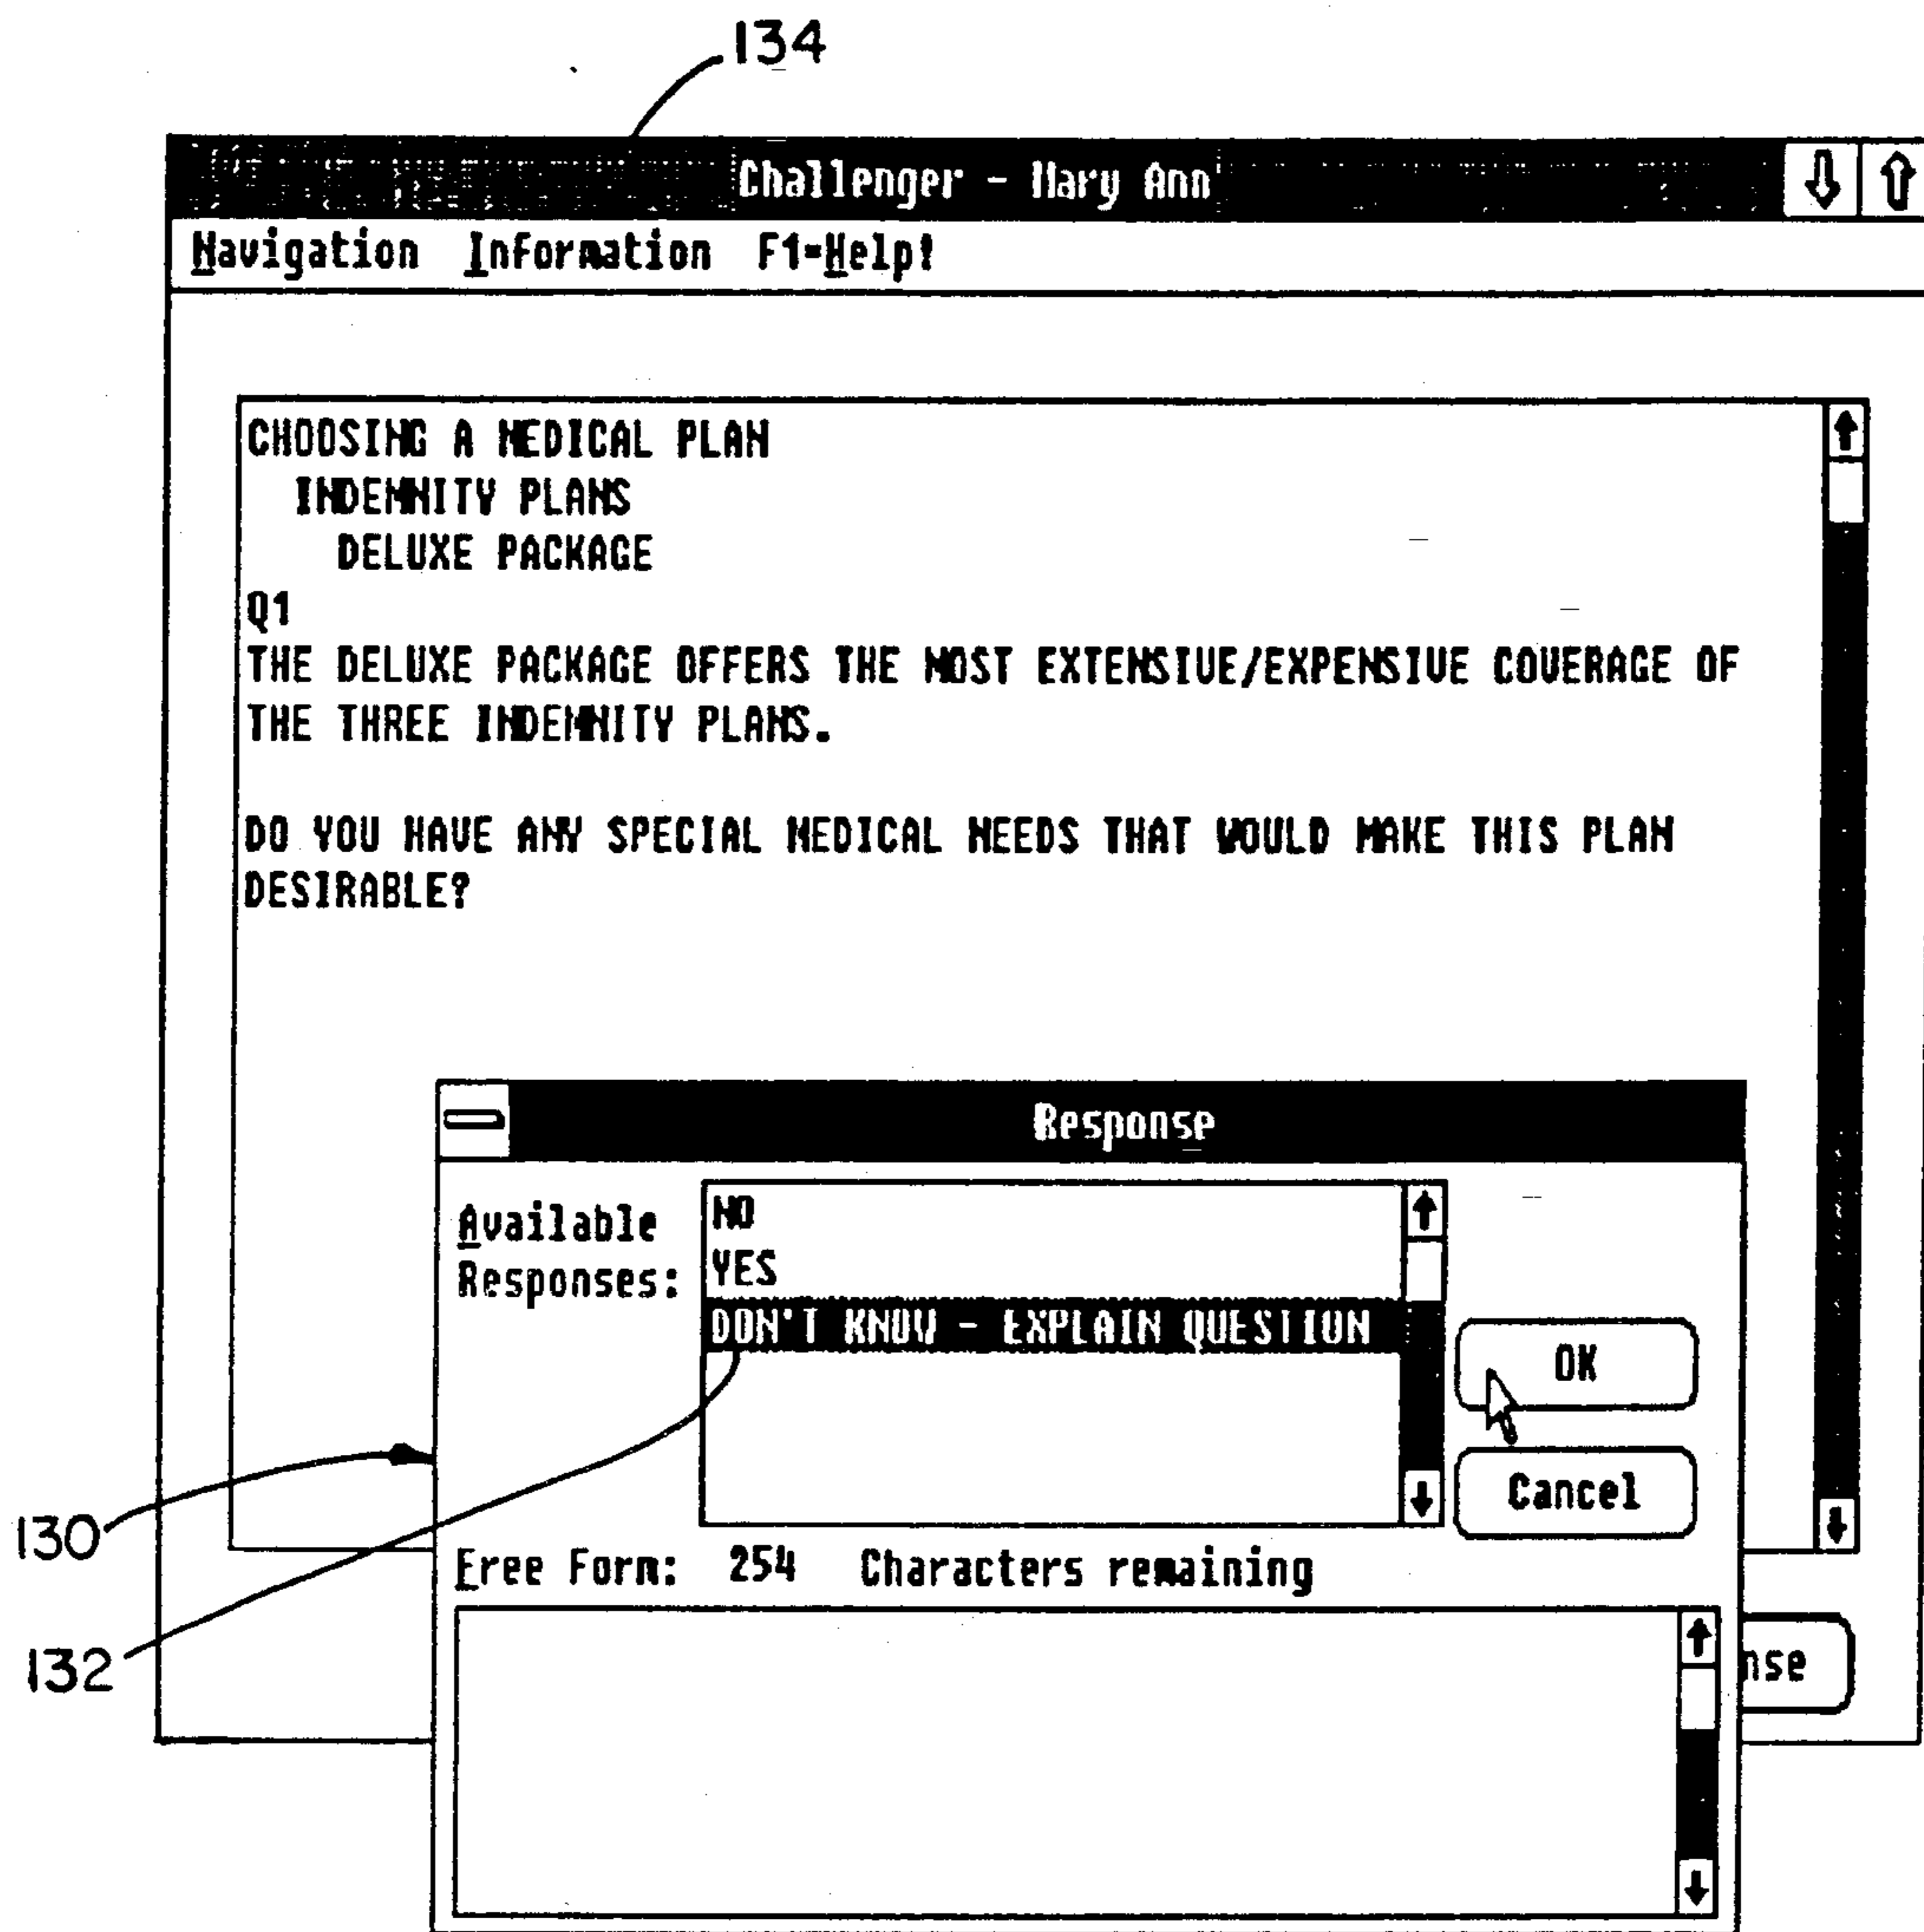 134
Challenger - Mary Ann
Navigation Information F1=Help!
CHOOSING A MEDICAL PLAN
INDEMNITY PLANS
DELUXE PACKAGE
Q1
THE DELUXE PACKAGE OFFERS THE MOST EXTENSIVE/EXPENSIVE COVERAGE OF
THE THREE INDEMNITY PLANS.
DO YOU HAVE ANY SPECIAL MEDICAL NEEDS THAT WOULD MAKE THIS PLAN
DESIRABLE?
Response
Available
Responses:
NO
YES
DON'T KNOW - EXPLAIN QUESTION
OK
Cancel
130
Free Form: 254 Characters remaining
132
nse